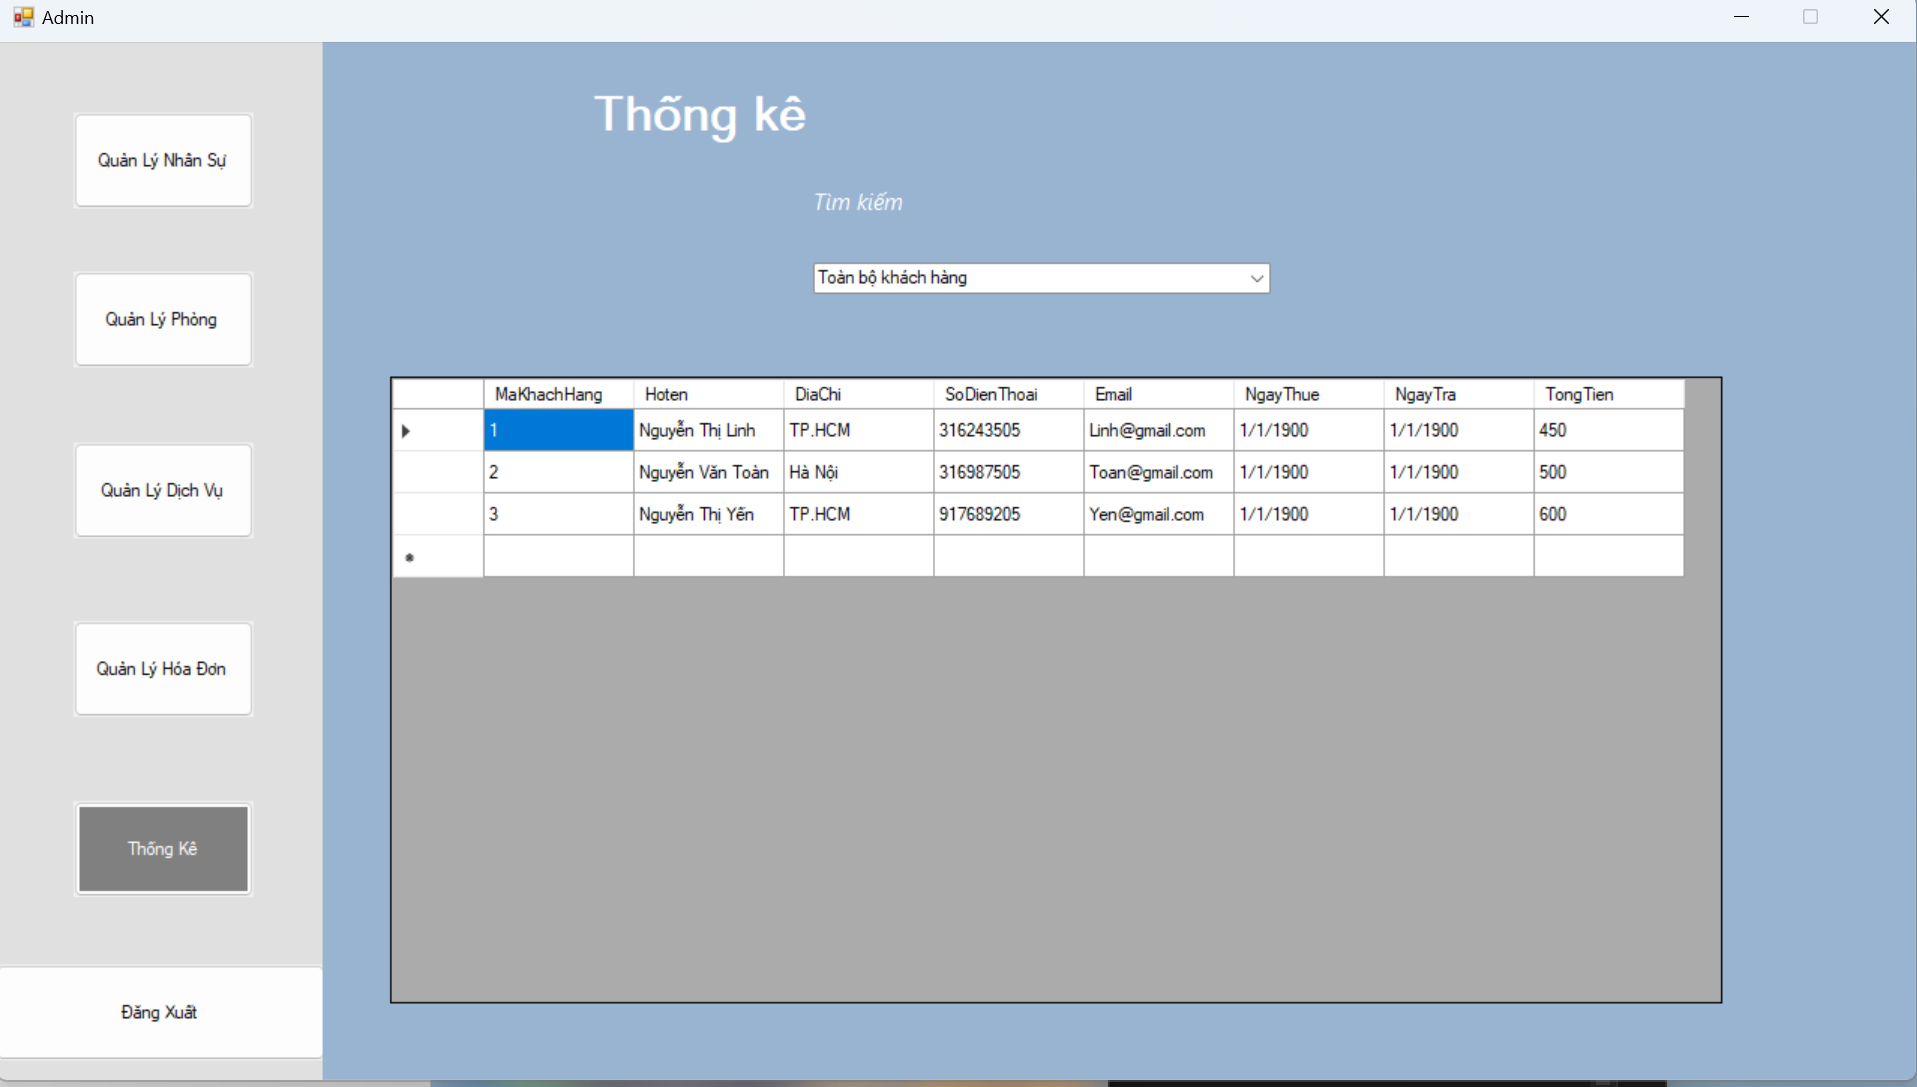 Admin
Quản Lý Nhân Sự
Quản Lý Phòng
Quản Lý Dịch Vụ
Quản Lý Hóa Đơn
Thống Kê
Đăng Xuất
Thống kê
Tìm kiếm
Toàn bộ khách hàng
MaKhachHang Hoten DiaChi SoDienThoai Email NgayThue NgayTra TongTien
1 Nguyễn Thị Linh TP.HCM 316243505 Linh@gmail.com 1/1/1900 1/1/1900 450
2 Nguyễn Văn Toàn Hà Nội 316987505 Toan@gmail.com 1/1/1900 1/1/1900 500
3 Nguyễn Thị Yến TP.HCM 917689205 Yen@gmail.com 1/1/1900 1/1/1900 600